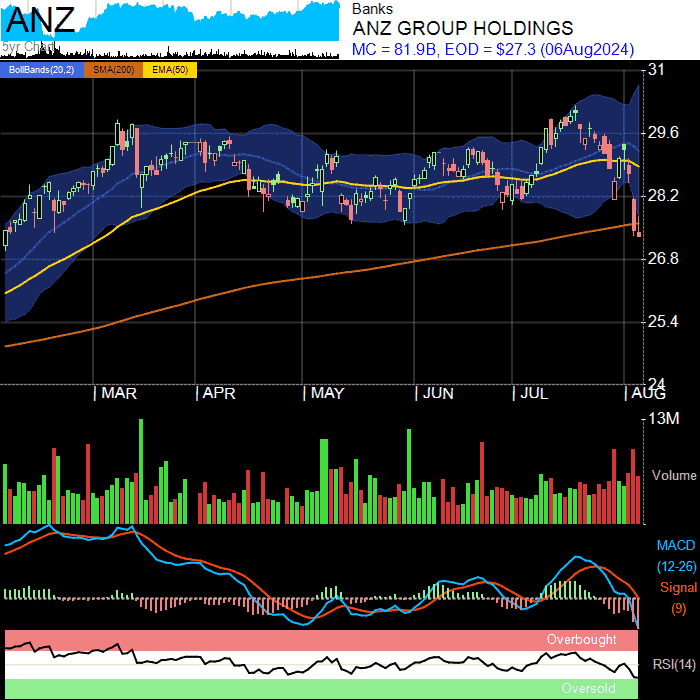 ANZ
5yr Chart
Banks
ANZ GROUP HOLDINGS
MC = 81.9B, EOD = $27.3 (06Aug2024)
BollBands(20,2) SMA(200) EMA(50)
31
29.6
28.2
26.8
25.4
24
| MAR | APR | MAY | JUN | JUL | AUG
13M
Volume
MACD
(12-26)
Signal
(9)
Overbought
RSI(14)
Oversold